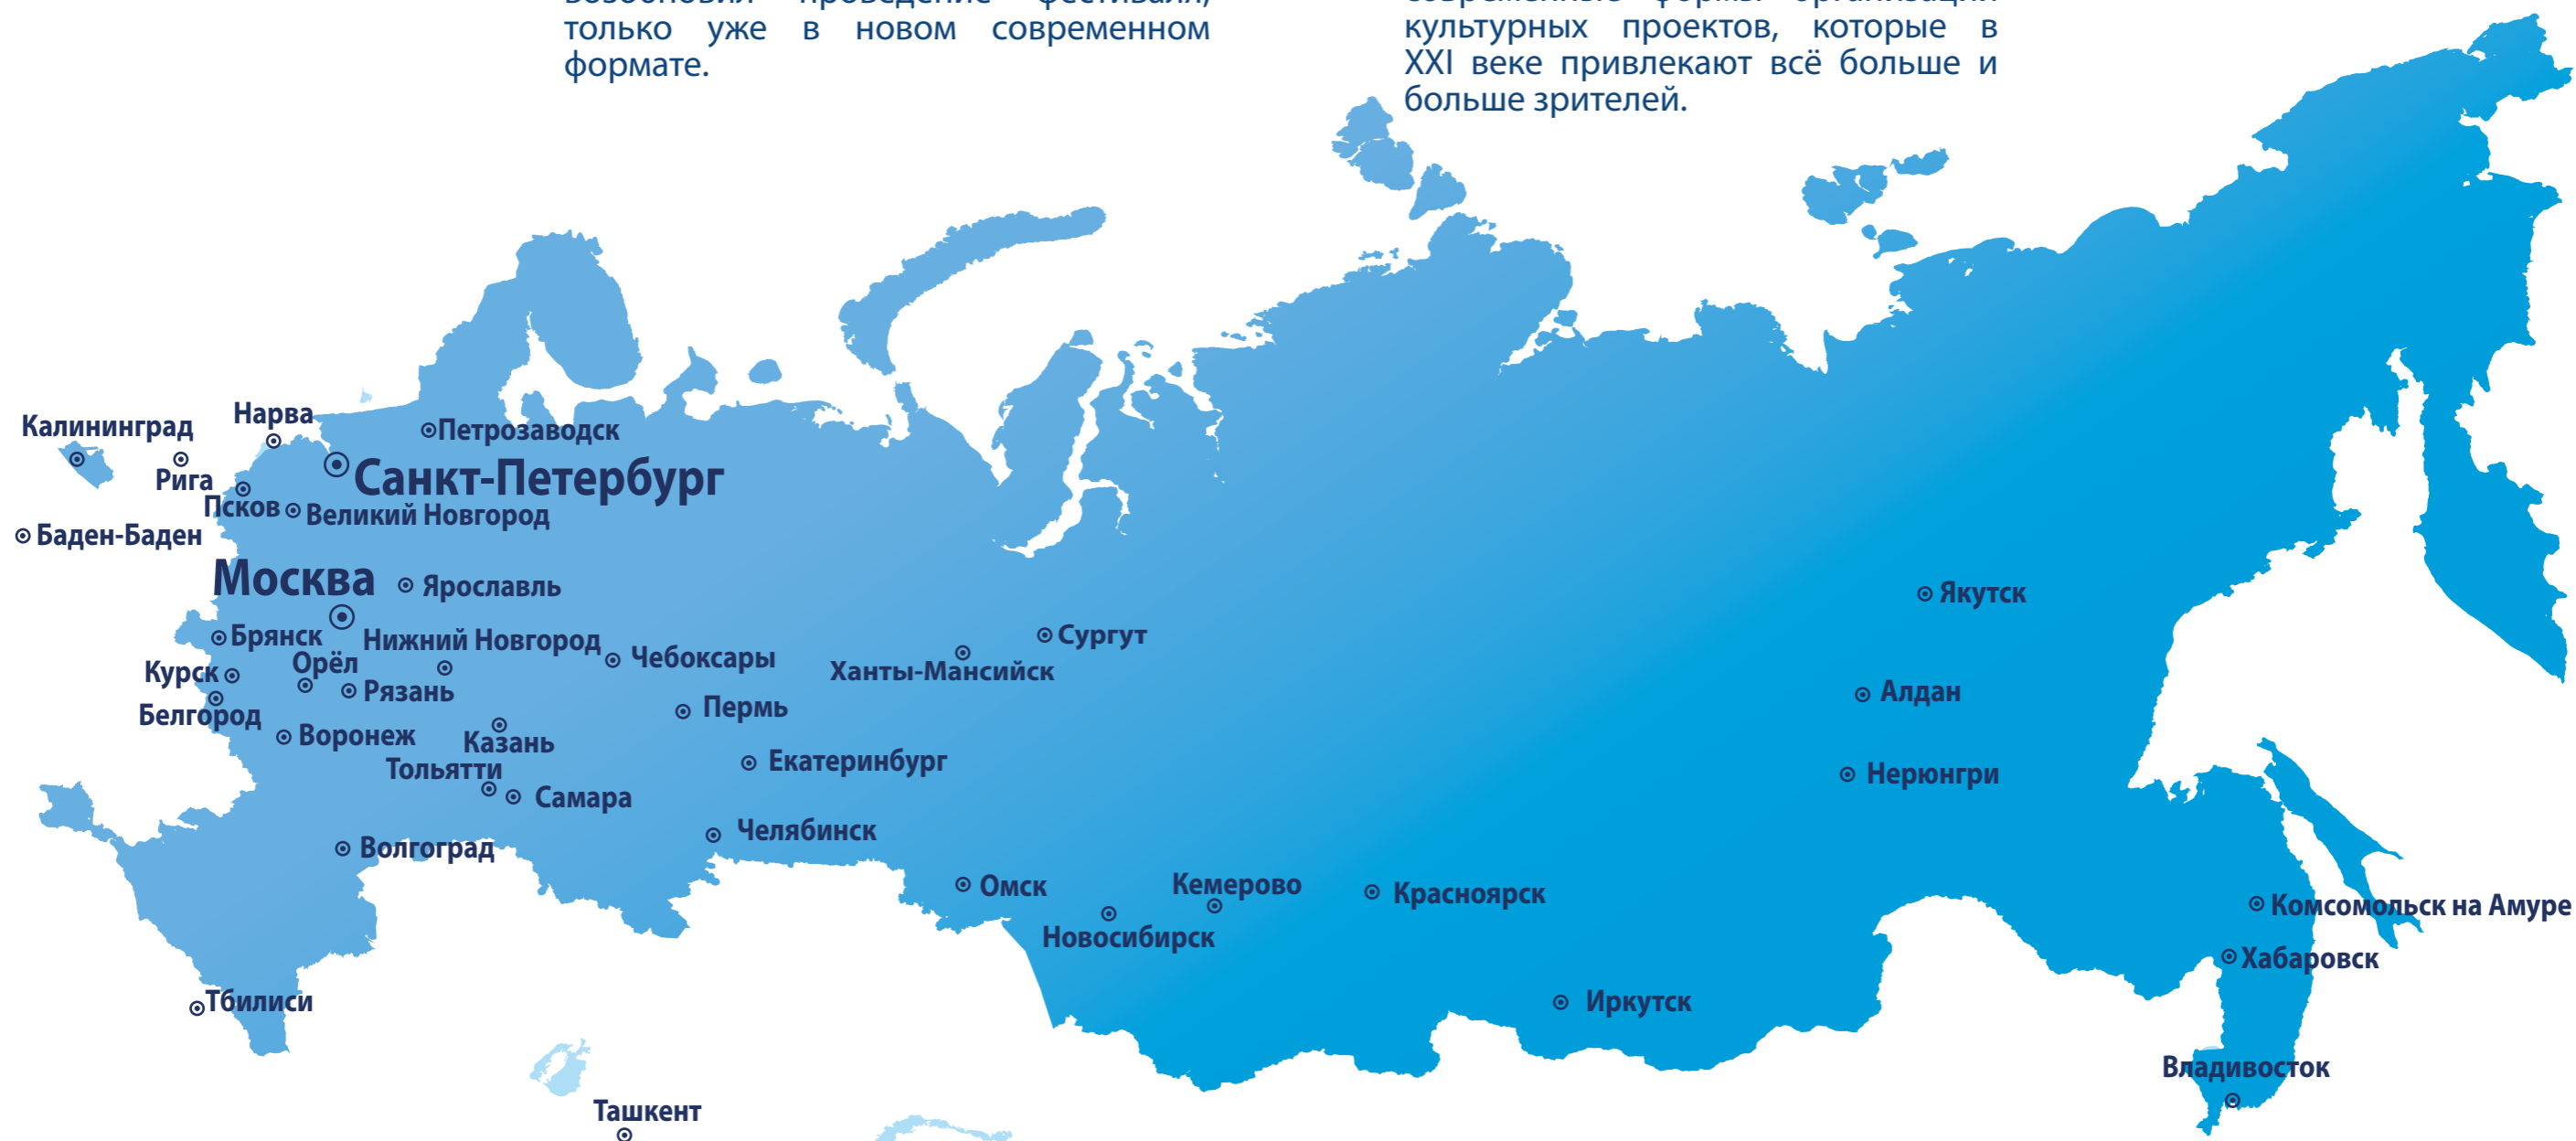 только уже в новом современном
формате.
культурных проектов, которые в
XXI веке привлекают всё больше и
больше зрителей.
Калининград
Нарва
Петрозаводск
Рига
Санкт-Петербург
Псков
Великий Новгород
Баден-Баден
Москва
Ярославль
Якутск
Брянск
Нижний Новгород
Чебоксары
Сургут
Ханты-Мансийск
Курск
Орёл
Рязань
Алдан
Белгород
Пермь
Воронеж
Казань
Екатеринбург
Тольятти
Нерюнгри
Самара
Челябинск
Волгоград
Омск
Кемерово
Красноярск
Комсомольск на Амуре
Новосибирск
Хабаровск
Тбилиси
Иркутск
Владивосток
Ташкент